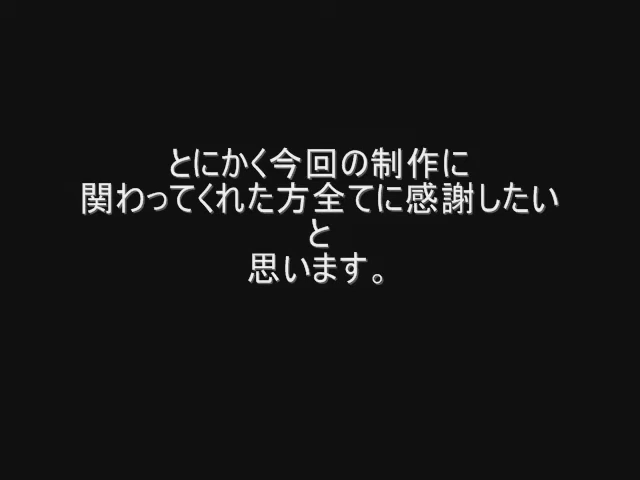 とにかく今回の制作に
関わってくれた方全てに感謝したい
と
思います。